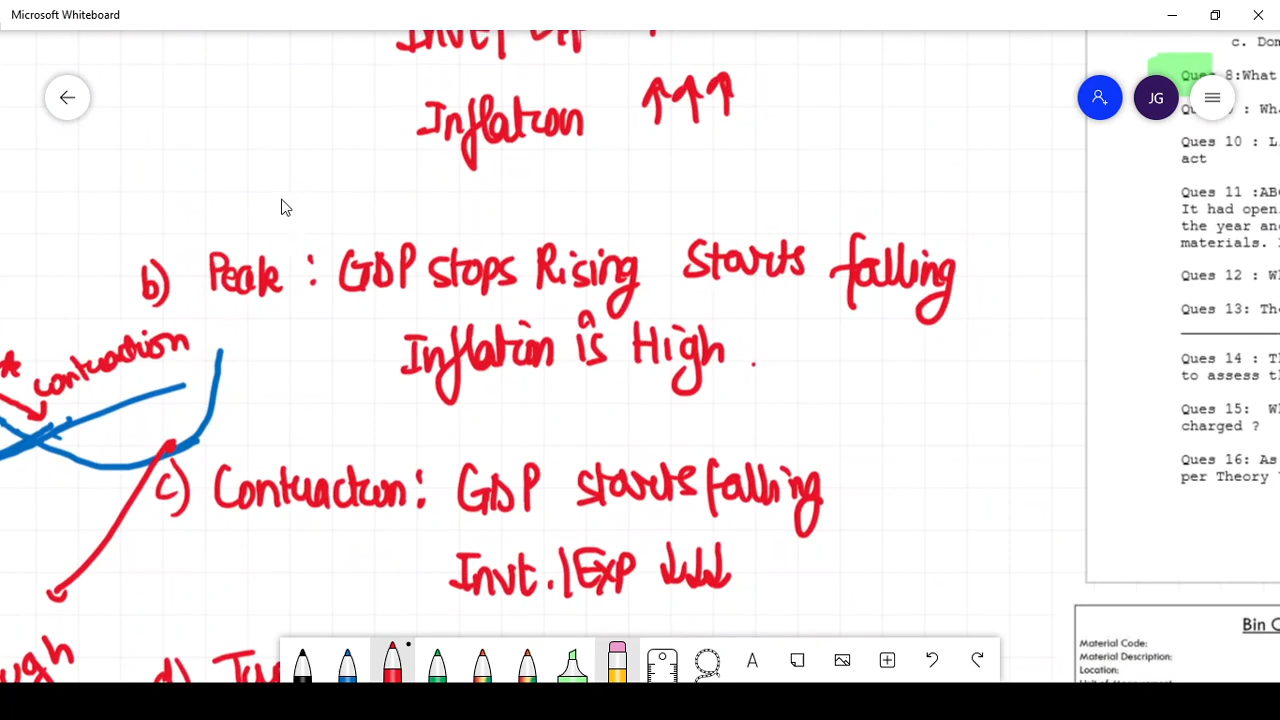 Microsoft Whiteboard
Inflation ↑↑↑
JG
b) Peak : GDP stops Rising Starts falling
Inflation is High .
contraction
c) Contraction: GDP starts falling
Invt. | Exp ↓↓↓
ugh
d)
A
c. Dom
Ques 8:What
Ques 10 : L
act
Ques 11 :AB
It had open
the year an
materials.
Ques 12 : W
Ques 13: Th
Ques 14 : T
to assess t
Ques 15: W
charged ?
Ques 16: As
per Theory
Bin C
Material Code:
Material Description:
Location: